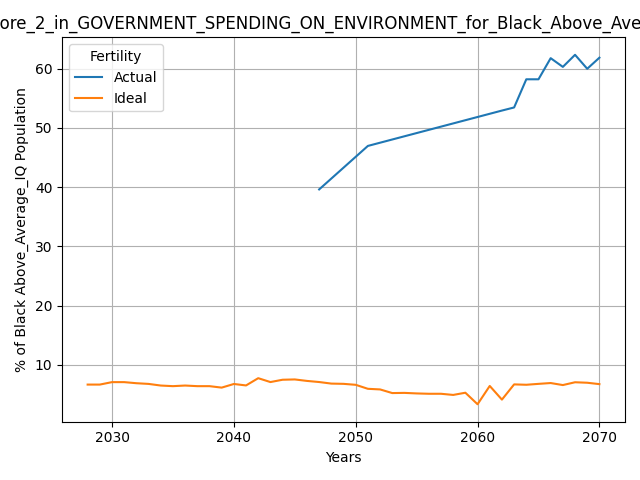 ore_2_in_GOVERNMENT_SPENDING_ON_ENVIRONMENT_for_Black_Above_Ave
Fertility
Actual
Ideal
% of Black Above_Average_IQ Population
60
50
40
30
20
10
2030 2040 2050 2060 2070
Years